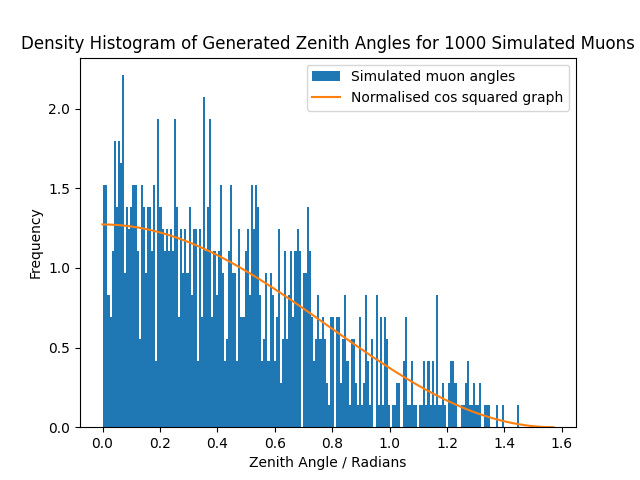 Density Histogram of Generated Zenith Angles for 1000 Simulated Muons
Simulated muon angles
Normalised cos squared graph
Frequency
2.0
1.5
1.0
0.5
0.0
0.0 0.2 0.4 0.6 0.8 1.0 1.2 1.4 1.6
Zenith Angle / Radians